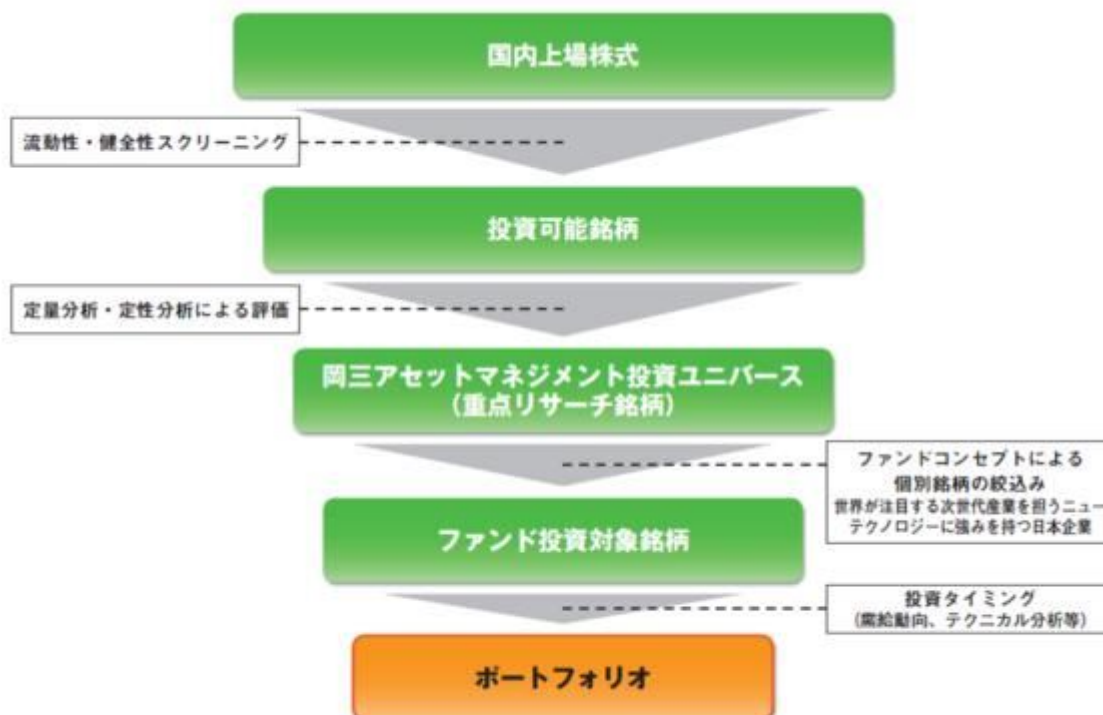 国内上場株式
流動性・健全性スクリーニング
投資可能銘柄
定量分析・定性分析による評価
岡三アセットマネジメント投資ユニバース
(重点リサーチ銘柄)
ファンドコンセプトによる
個別銘柄の絞込み
世界が注目する次世代産業を担うニュー
テクノロジーに強みを持つ日本企業
ファンド投資対象銘柄
投資タイミング
(需給動向、テクニカル分析等)
ポートフォリオ